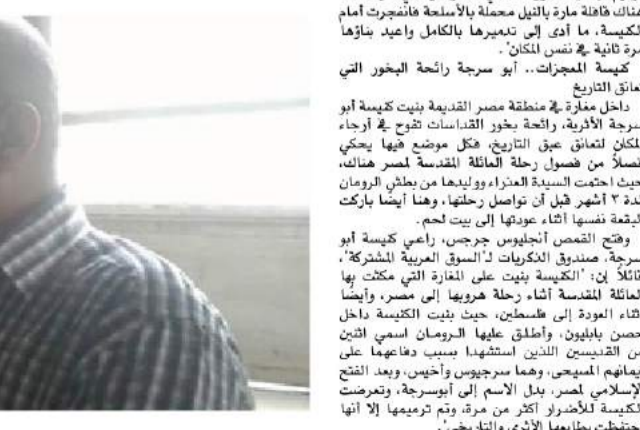 هناك قافلة مارة بالنيل محملة بالأسلحة فانفجرت أمام
الكنيسة، ما أدى إلى تدميرها بالكامل واعيد بناؤها
مرة ثانية في نفس المكان".
كنيسة المعجزات.. أبو سرجة رائحة البخور التي
تعانق التاريخ
داخل مغارة في منطقة مصر القديمة بنيت كنيسة أبو
سرجة الأثرية، رائحة بخور القداسات تفوح في أرجاء
المكان لتعانق عبق التاريخ، فكل موضع فيها يحكي
فصلاً من فصول رحلة العائلة المقدسة لمصر هناك،
حيث احتمت السيدة العذراء ووليدها من بطش الرومان
لمدة ٣ أشهر قبل أن تواصل رحلتها، وهنا أيضا باركت
البقعة نفسها أثناء عودتها إلى بيت لحم.
وفتح القمص أنجليوس جرجس، راعي كنيسة أبو
سرجة، صندوق الذكريات لـ"السوق العربية المشتركة"،
قائلاً إن: "الكنيسة بنيت على المغارة التي مكثت بها
العائلة المقدسة أثناء رحلة هروبها إلى مصر، وأيضًا
أثناء العودة إلى فلسطين، حيث بنيت الكنيسة داخل
حصن بابليون، وأطلق عليها الرومان اسمي اثنين
من القديسين اللذين استشهدا بسبب دفاعهما على
إيمانهم المسيحي، وهما سرجيوس وأخيس، وبعد الفتح
الإسلامي لمصر، بدل الاسم إلى أبوسرجة، وتعرضت
الكنيسة للأضرار أكثر من مرة، وتم ترميمها إلا أنها
احتفظت بطابعها الأثري والتاريخي".